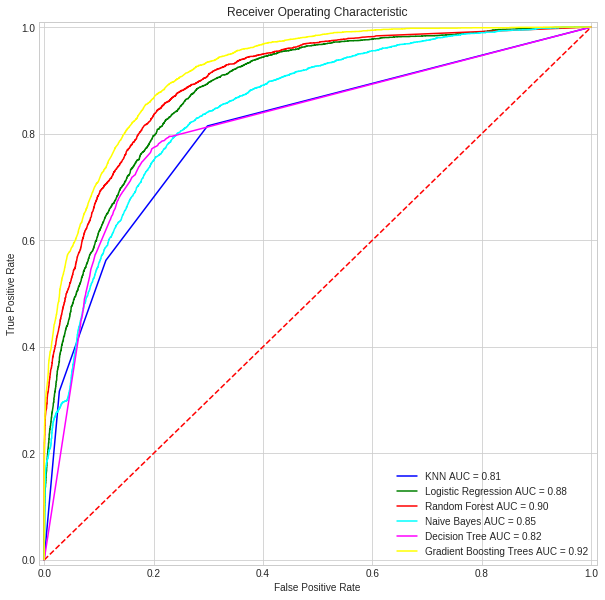 Receiver Operating Characteristic
True Positive Rate
1.0
0.8
0.6
0.4
0.2
0.0
KNN AUC = 0.81
Logistic Regression AUC = 0.88
Random Forest AUC = 0.90
Naive Bayes AUC = 0.85
Decision Tree AUC = 0.82
Gradient Boosting Trees AUC = 0.92
0.0 0.2 0.4 0.6 0.8 1.0
False Positive Rate